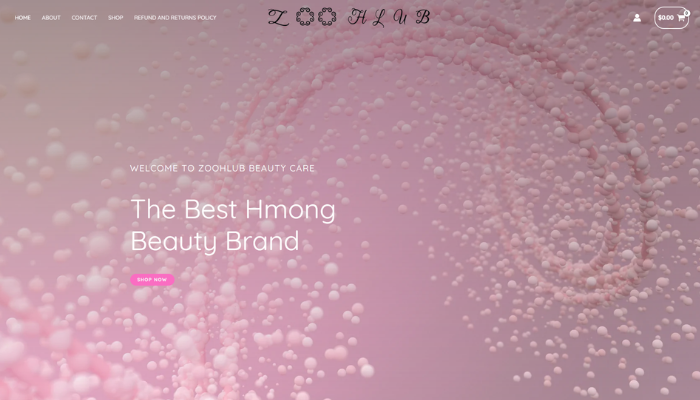 HOME ABOUT CONTACT SHOP REFUND AND RETURNS POLICY
ZOO HLUB
$0.00 0
WELCOME TO ZOOHLUB BEAUTY CARE
The Best Hmong
Beauty Brand
SHOP NOW